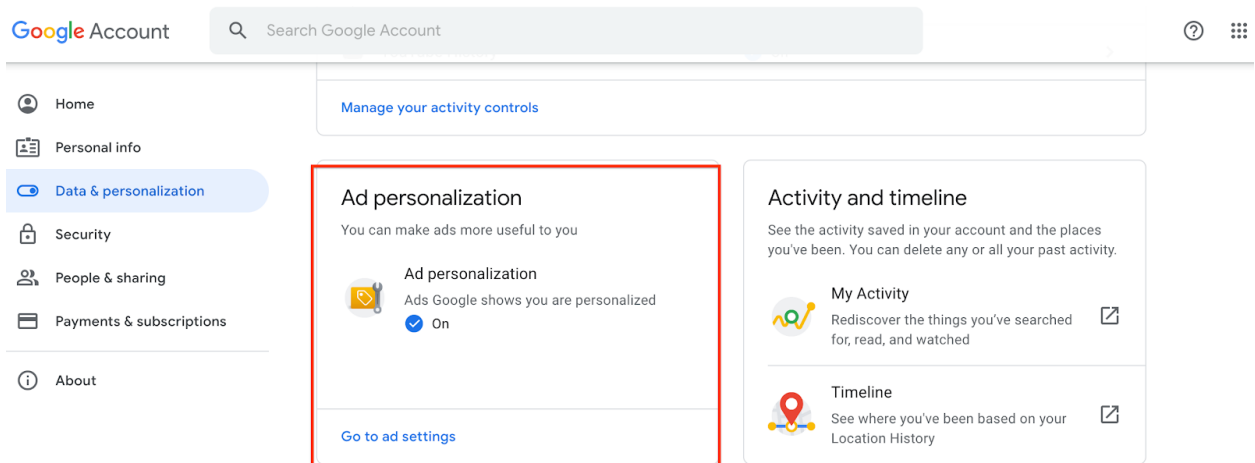 Google Account
Search Google Account
Home
Personal info
Data & personalization
Security
People & sharing
Payments & subscriptions
About
Manage your activity controls
Ad personalization
You can make ads more useful to you
Ad personalization
Ads Google shows you are personalized
On
Go to ad settings
Activity and timeline
See the activity saved in your account and the places
you've been. You can delete any or all your past activity.
My Activity
Rediscover the things you've searched
for, read, and watched
Timeline
See where you've been based on your
Location History